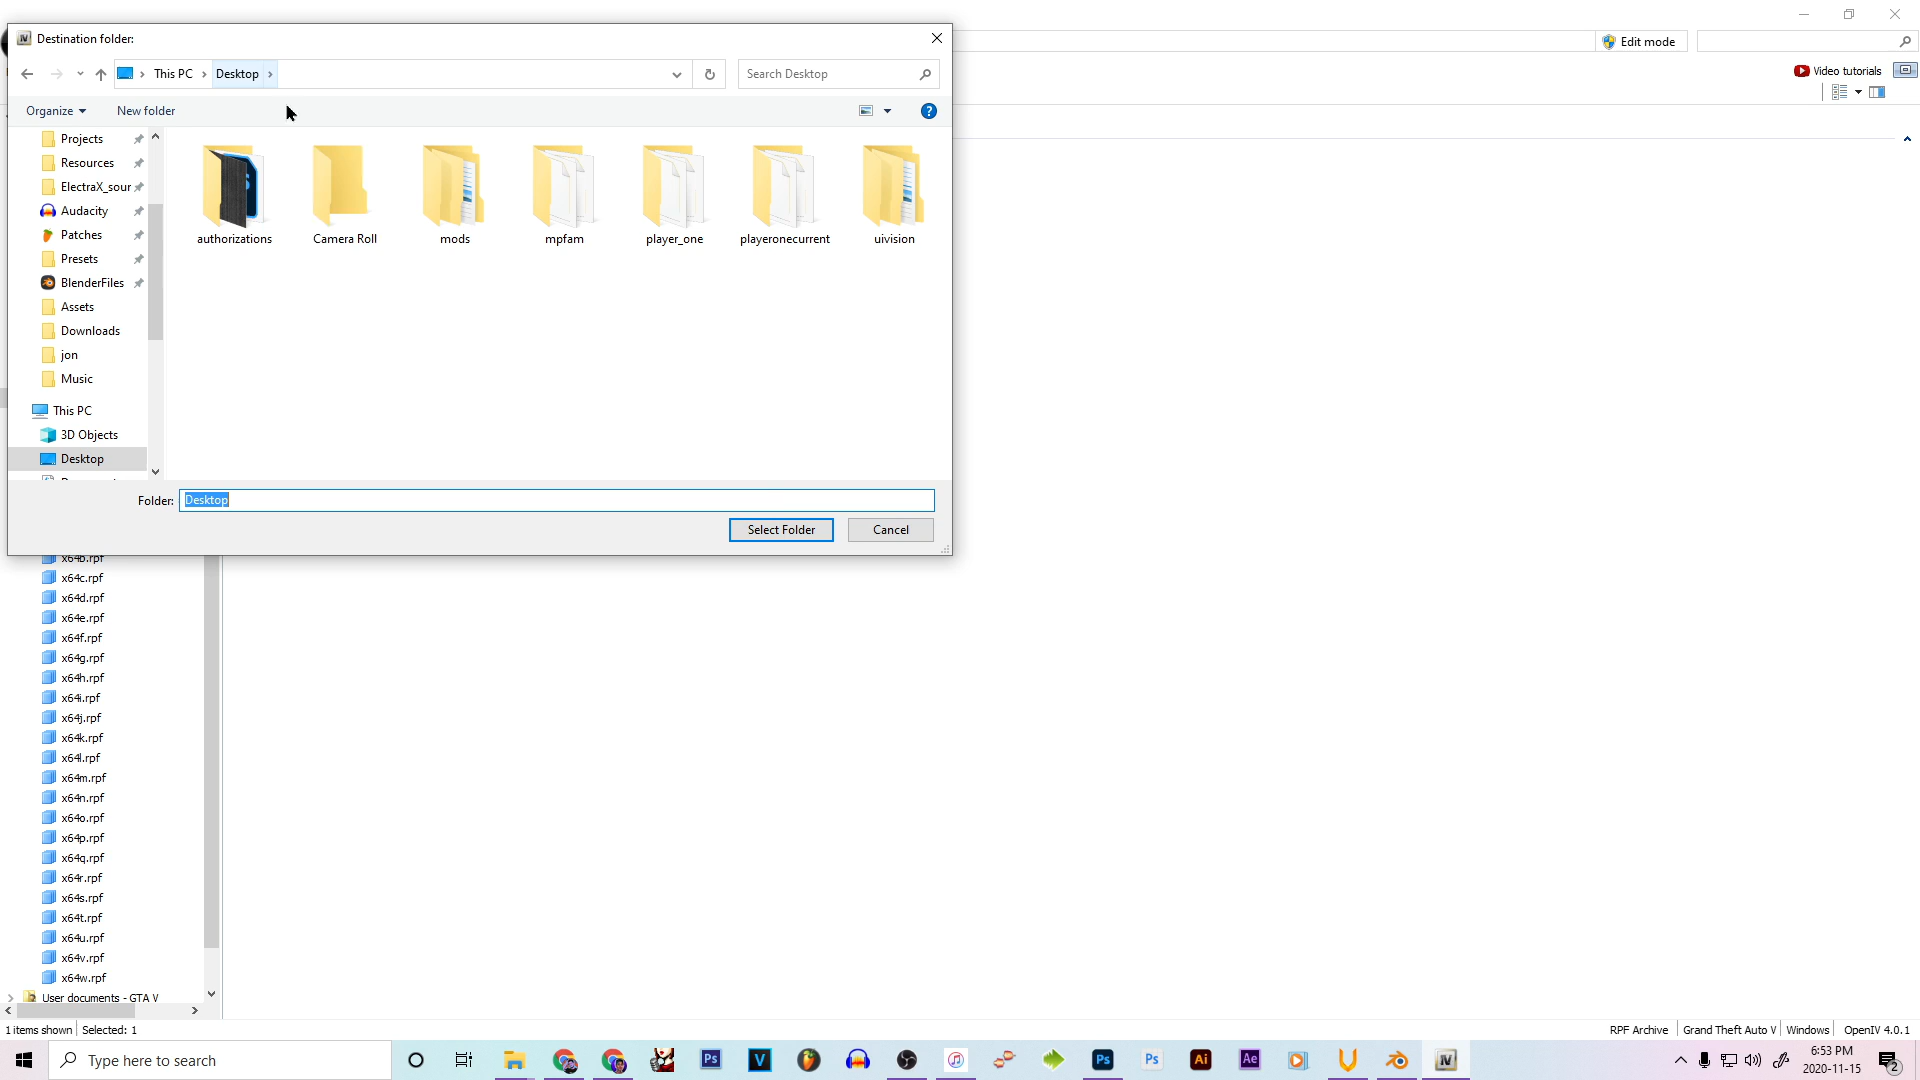 Destination folder:
This PC
Desktop
Search Desktop
Edit mode
Video tutorials
Organize
New folder
Projects
Resources
ElectraX_sour
Audacity
Patches
Presets
BlenderFiles
Assets
Downloads
jon
Music
This PC
3D Objects
Desktop
authorizations
Camera Roll
mods
mpfam
player_one
playeronecurrent
uivision
Folder: Desktop
Select Folder
Cancel
x64b.rpf
x64c.rpf
x64d.rpf
x64e.rpf
x64f.rpf
x64g.rpf
x64h.rpf
x64i.rpf
x64j.rpf
x64k.rpf
x64l.rpf
x64m.rpf
x64n.rpf
x64o.rpf
x64p.rpf
x64q.rpf
x64r.rpf
x64s.rpf
x64t.rpf
x64u.rpf
x64v.rpf
x64w.rpf
User documents - GTA V
1 items shown Selected: 1
RPF Archive Grand Theft Auto V Windows OpenIV 4.0.1
Type here to search
6:53 PM
2020-11-15
2